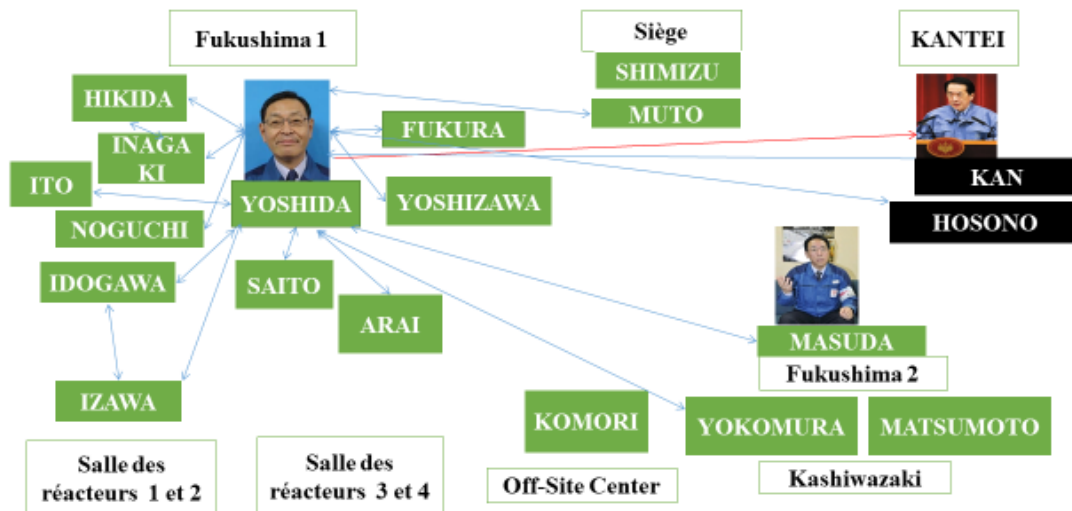 Fukushima 1
Siège
KANTEI
SHIMIZU
HIKIDA
MUTO
FUKURA
INAGA
KI
KAN
ITO
YOSHIDA
YOSHIZAWA
HOSONO
NOGUCHI
IDOGAWA
SAITO
ARAI
MASUDA
Fukushima 2
IZAWA
KOMORI
YOKOMURA
MATSUMOTO
Salle des
réacteurs 1 et 2
Salle des
réacteurs 3 et 4
Off-Site Center
Kashiwazaki